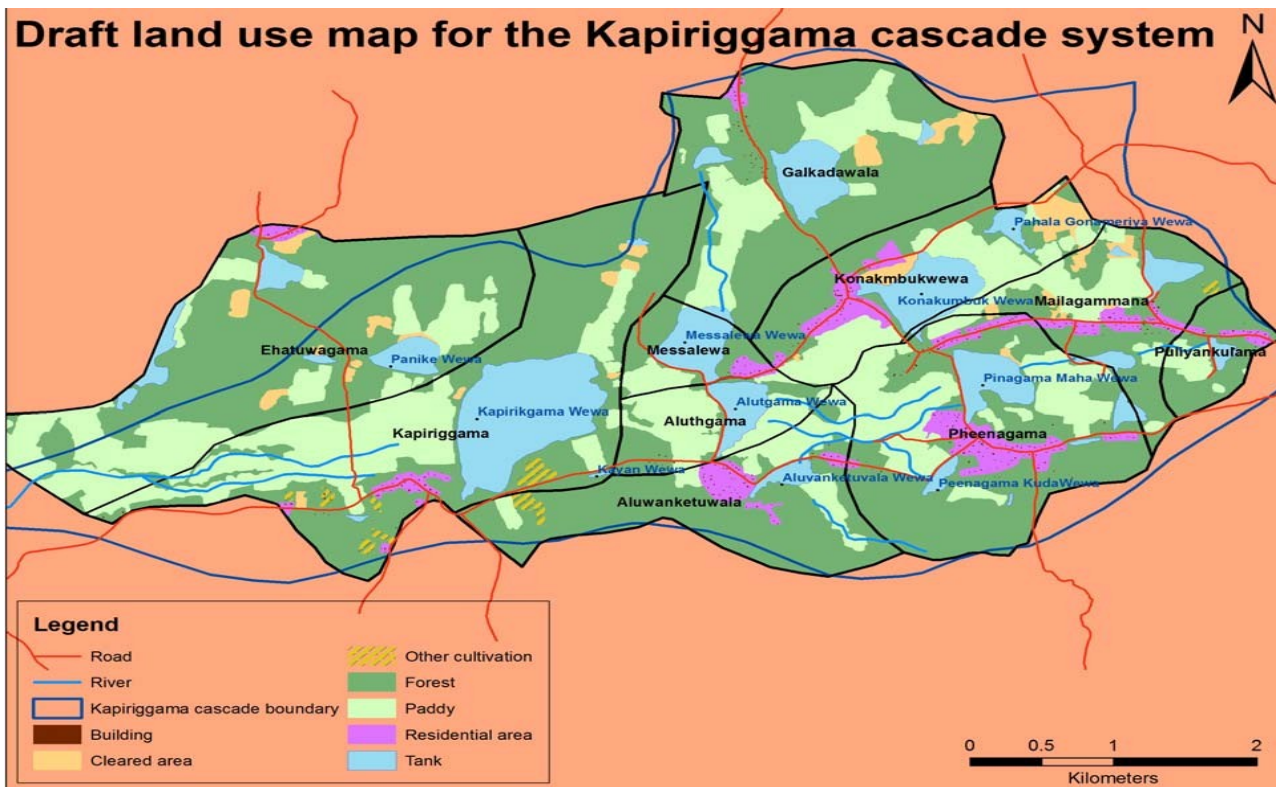 Draft land use map for the Kapiriggama cascade system
N
Galkadawala
Pahala Gonameriya Wewa
Konakmbukwewa
Konakumbuk Wewa
Mailagammana
Messalewa Wewa
Messalewa
Ehatuwagama
Panike Wewa
Puliyankulama
Pinagama Maha Wewa
Kapirikgama Wewa
Alutgama Wewa
Aluthgama
Kapiriggama
Pheenagama
Kayan Wewa
Aluvanketuvala Wewa
Peenagama KudaWewa
Aluwanketuwala
Legend
Road
River
Kapiriggama cascade boundary
Building
Cleared area
Other cultivation
Forest
Paddy
Residential area
Tank
0 0.5 1 2
Kilometers